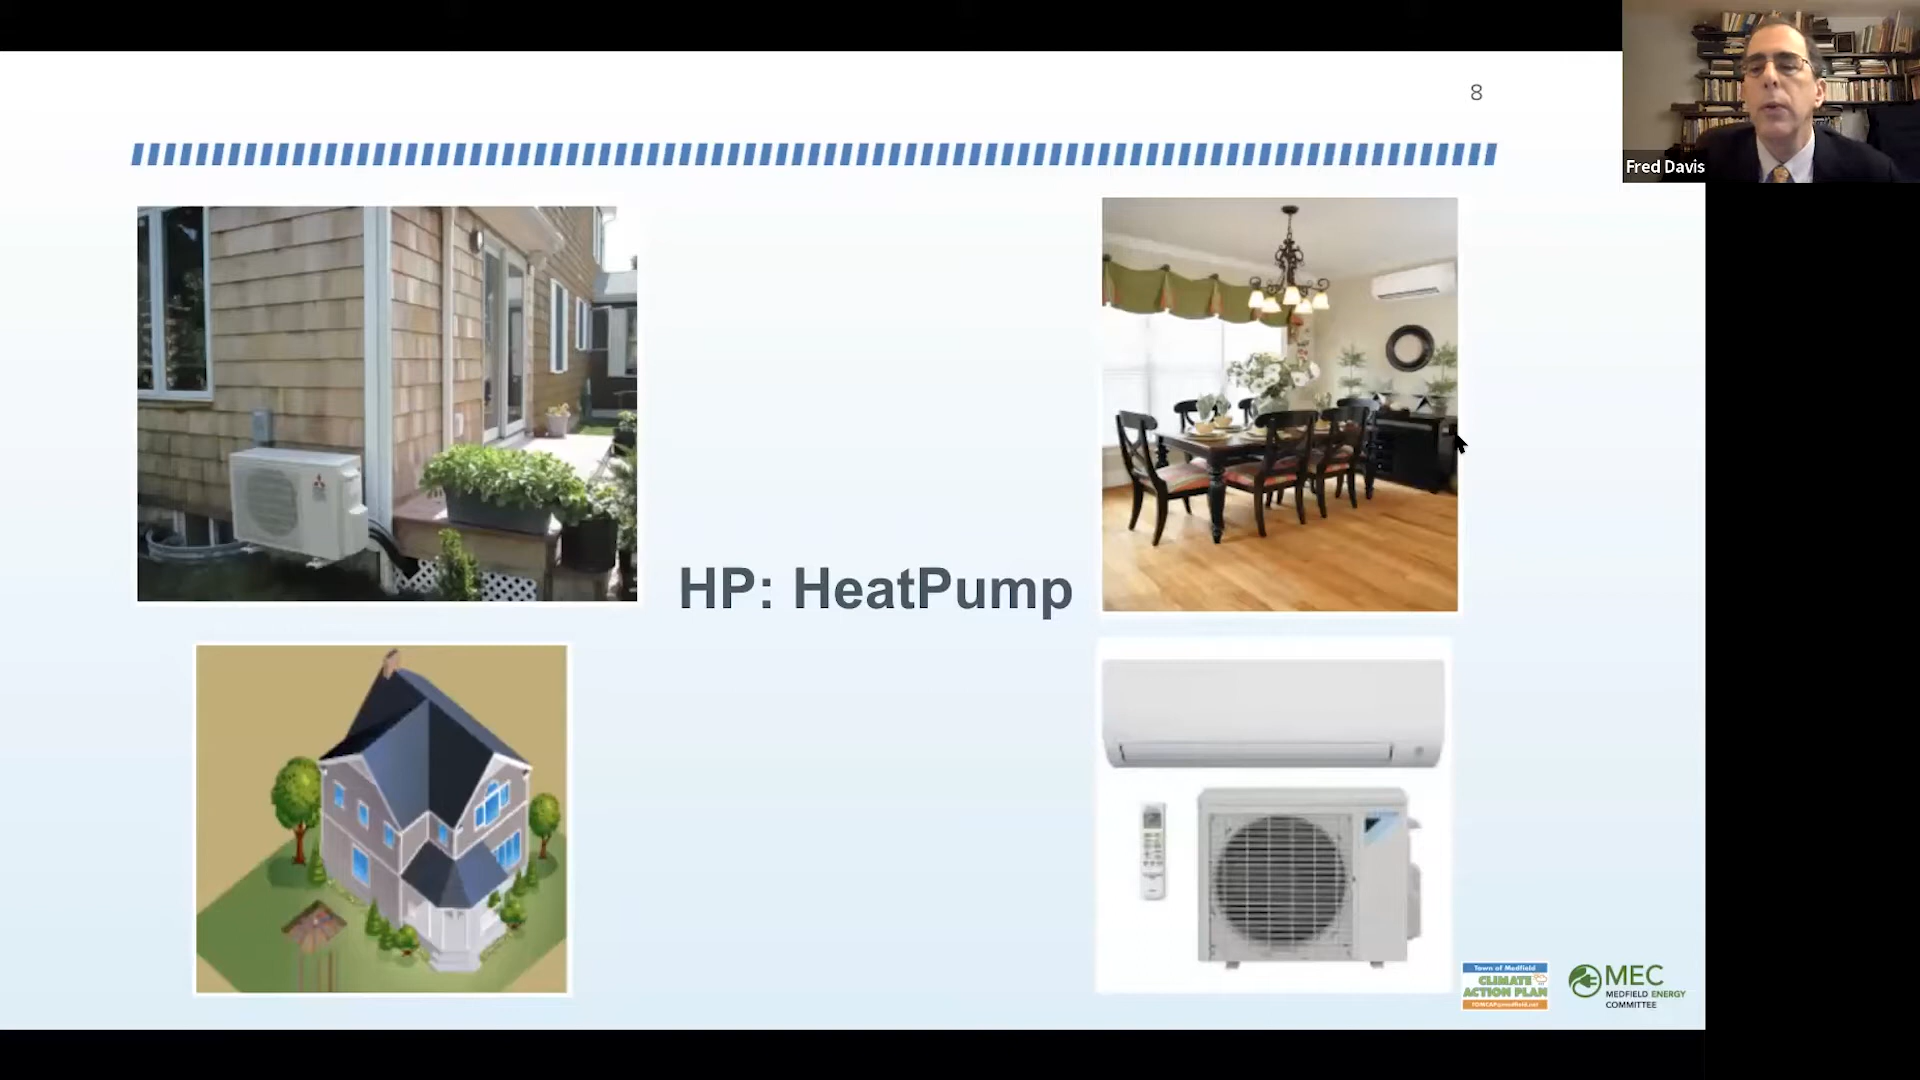 8
Fred Davis
HP: HeatPump
Town of Medfield
CLIMATE
ACTION PLAN
MEC
MEDFIELD ENERGY
COMMITTEE